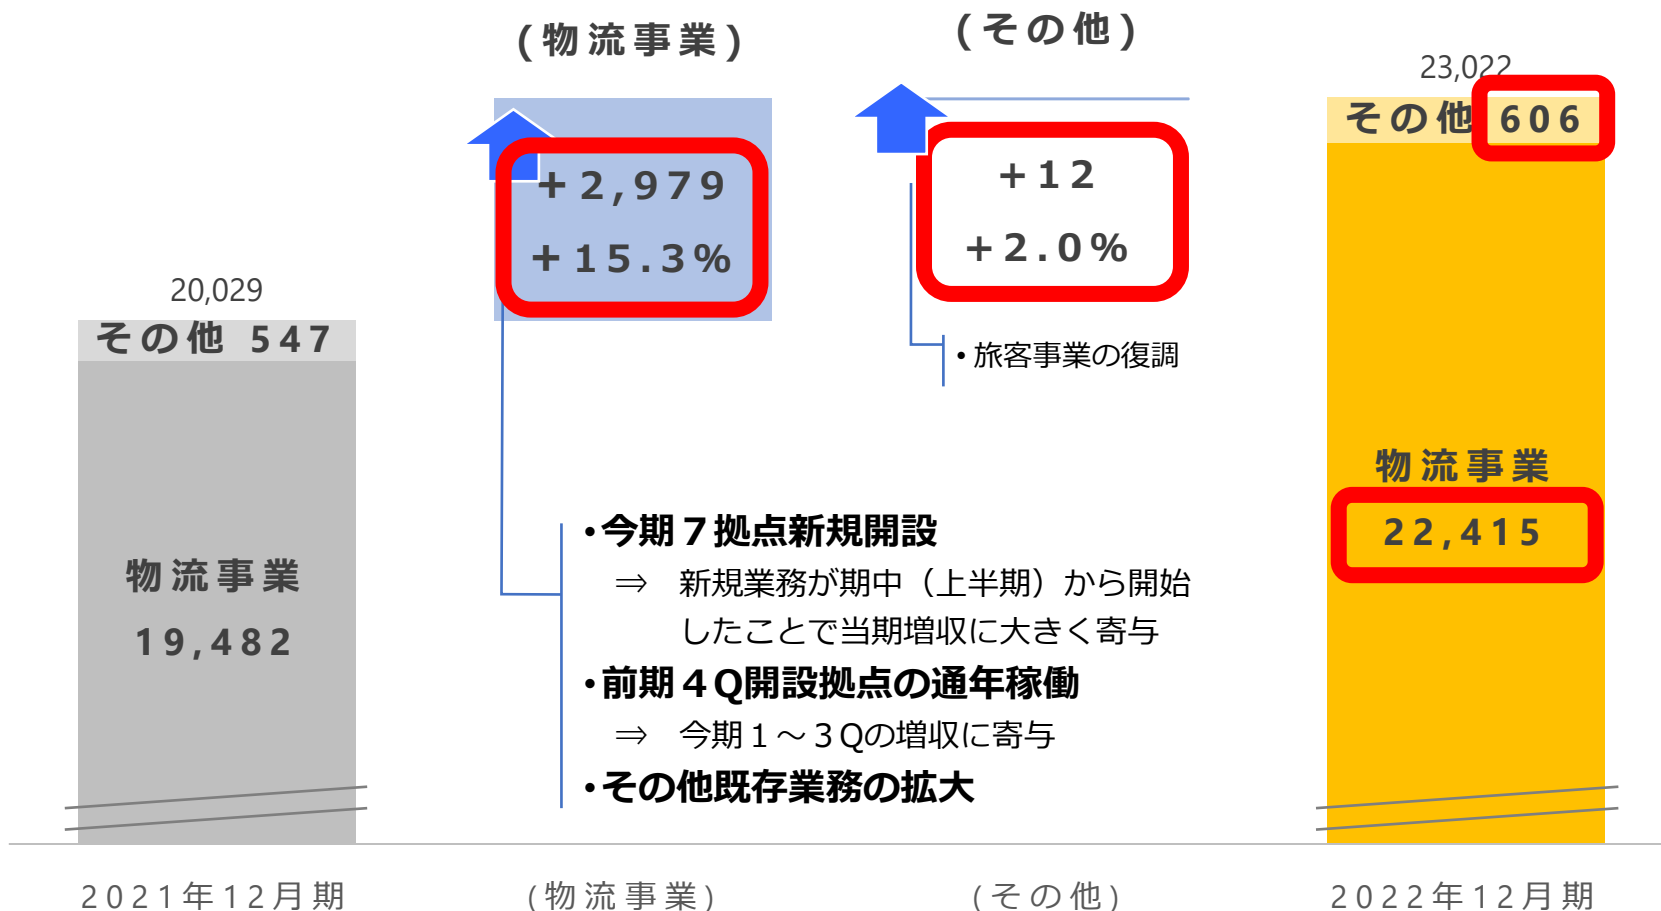 (物流事業)
(その他)
23,022
その他 606
+2,979
+15.3%
+12
+2.0%
20,029
その他 547
・旅客事業の復調
物流事業
22,415
物流事業
19,482
・今期７拠点新規開設
⇒ 新規業務が期中（上半期）から開始
したことで当期増収に大きく寄与
・前期４Q開設拠点の通年稼働
⇒ 今期１～３Qの増収に寄与
・その他既存業務の拡大
2021年12月期
(物流事業)
(その他)
2022年12月期